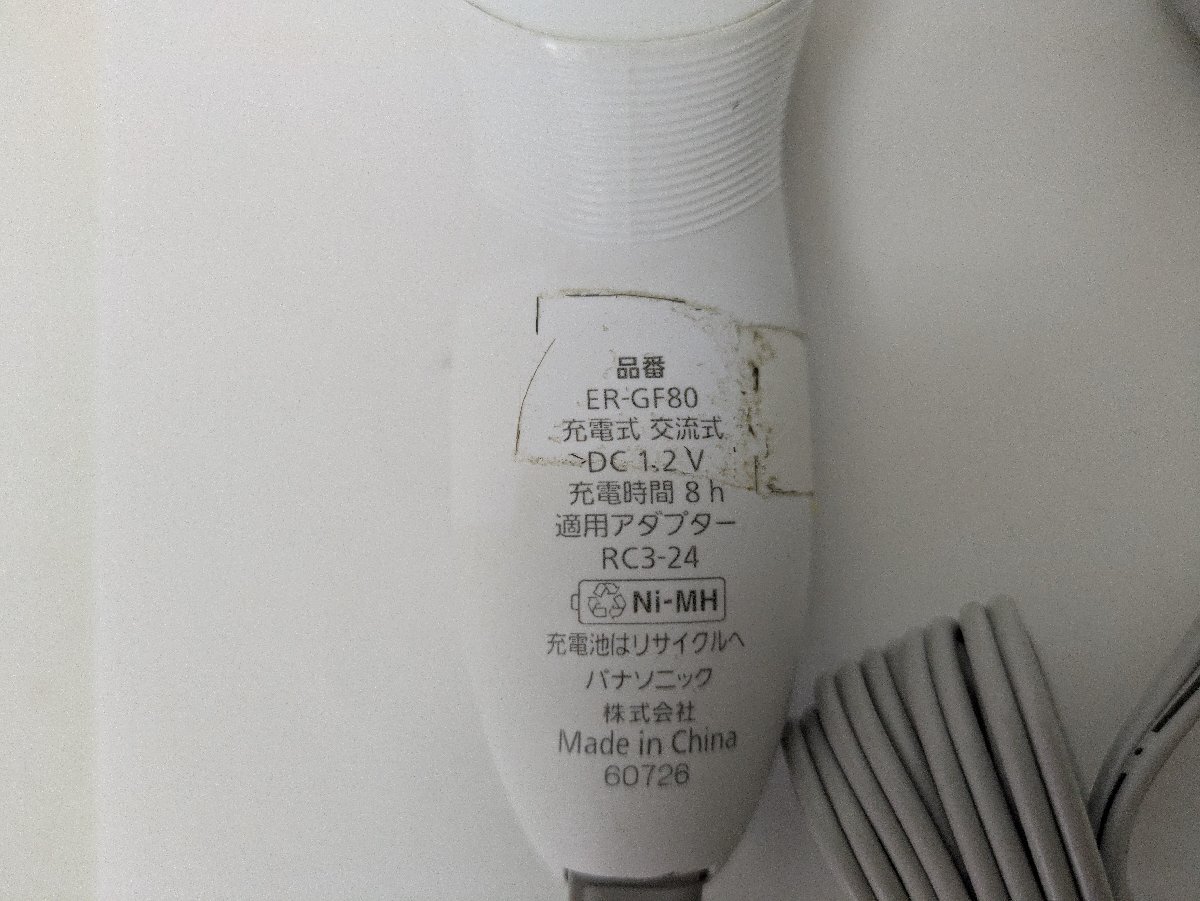 品番
ER-GF80
充電式 交流式
DC 1.2 V
充電時間 8 h
適用アダプター
RC3-24
Ni-MH
充電池はリサイクルへ
パナソニック
株式会社
Made in China
60726